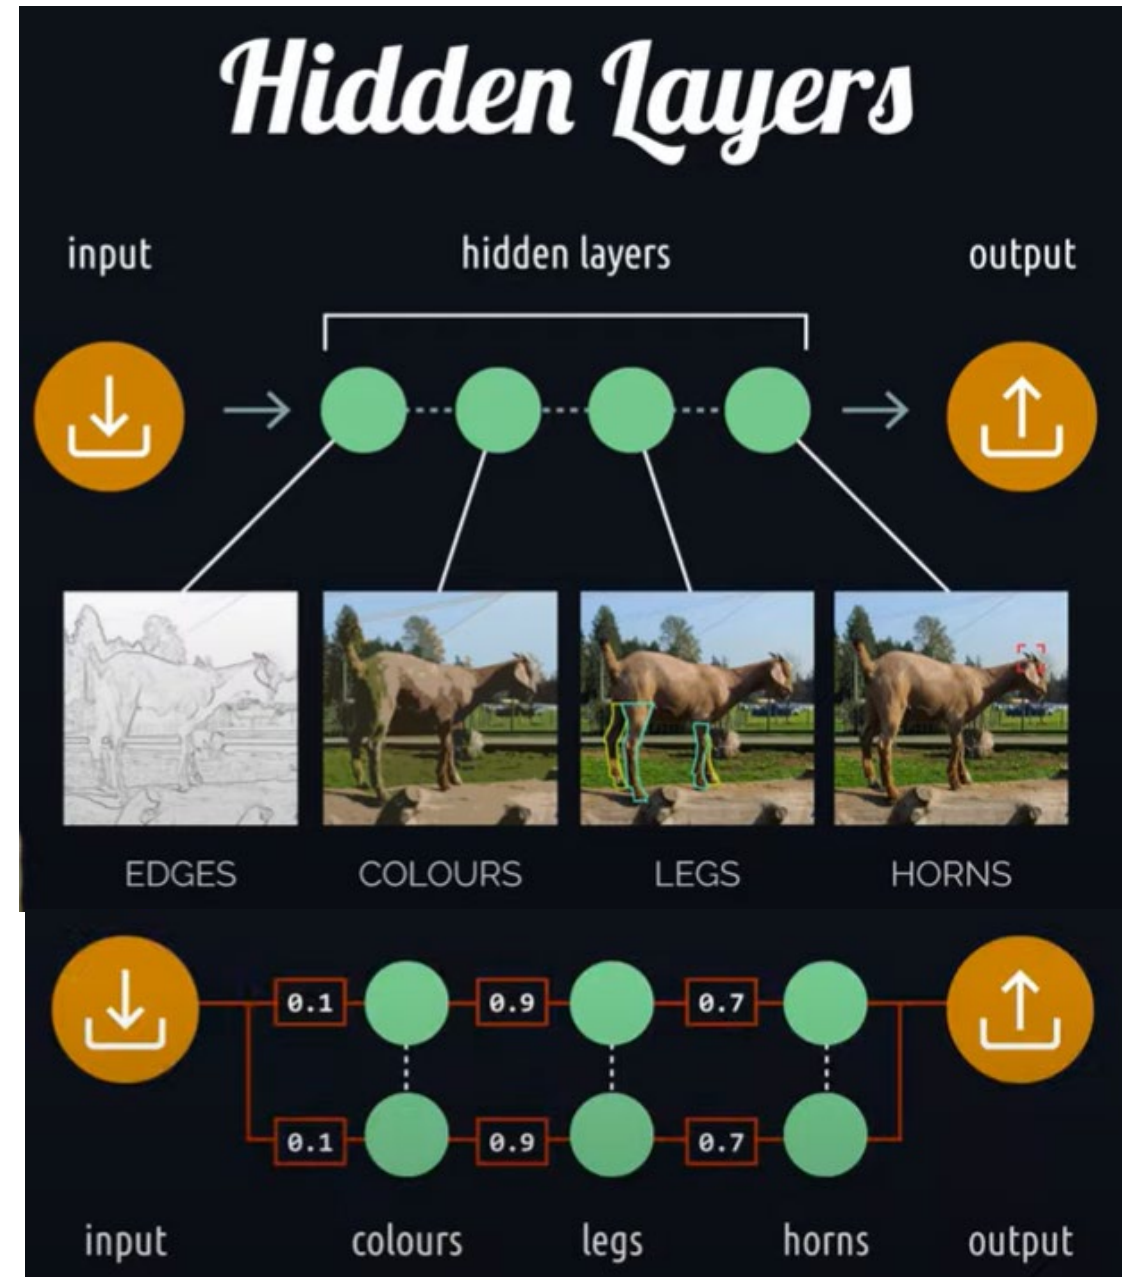 Hidden Layers
input hidden layers output
EDGES COLOURS LEGS HORNS
0.1 0.9 0.7
0.1 0.9 0.7
input colours legs horns output